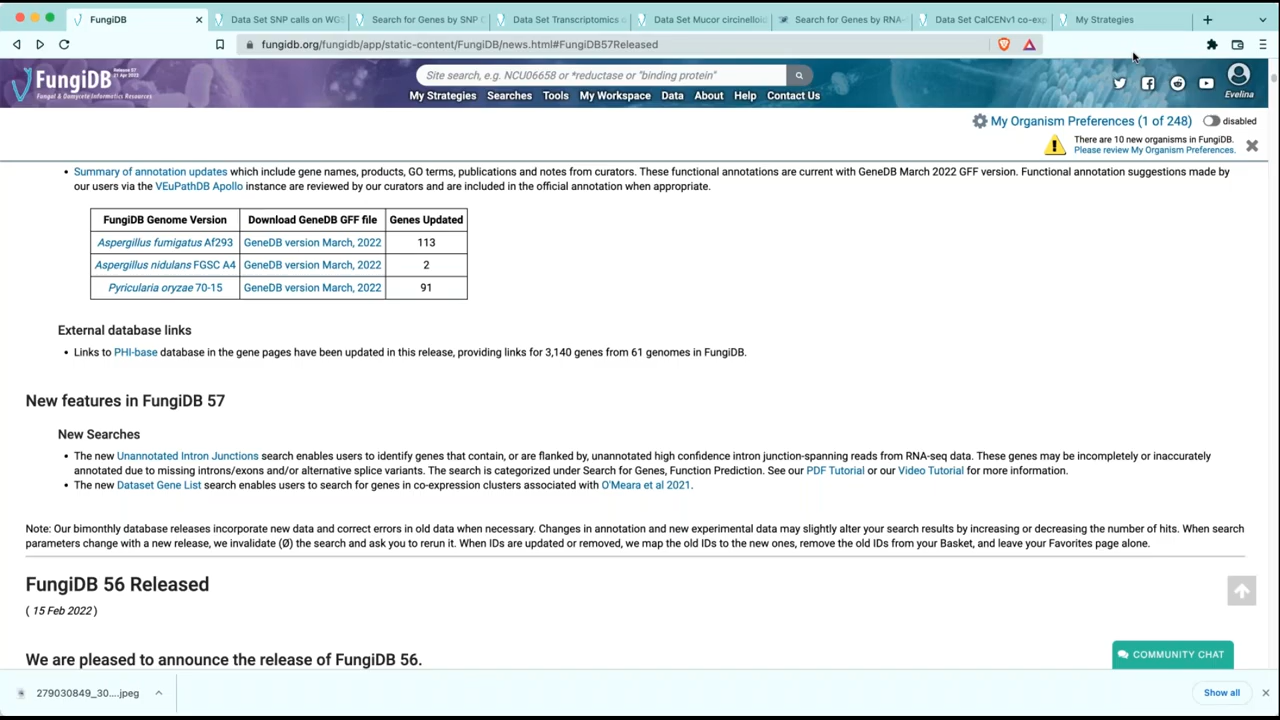 FungiDB
Data Set SNP calls on WGS
Search for Genes by SNP C
Data Set Transcriptomics o
Data Set Mucor circinelloid
Search for Genes by RNA-
Data Set CalCENv1 co-exp
My Strategies
fungidb.org/fungidb/app/static-content/FungiDB/news.html#FungiDB57Released
FungiDB
Release 57
21 Apr 2022
Fungal & Oomycete Informatics Resources
Site search, e.g. NCU06658 or *reductase or "binding protein"
My Strategies Searches Tools My Workspace Data About Help Contact Us
Evelina
My Organism Preferences (1 of 248) disabled
There are 10 new organisms in FungiDB.
Please review My Organism Preferences.
• Summary of annotation updates which include gene names, products, GO terms, publications and notes from curators. These functional annotations are current with GeneDB March 2022 GFF version. Functional annotation suggestions made by
our users via the VEuPathDB Apollo instance are reviewed by our curators and are included in the official annotation when appropriate.
FungiDB Genome Version Download GeneDB GFF file Genes Updated
Aspergillus fumigatus Af293 GeneDB version March, 2022 113
Aspergillus nidulans FGSC A4 GeneDB version March, 2022 2
Pyricularia oryzae 70-15 GeneDB version March, 2022 91
External database links
• Links to PHI-base database in the gene pages have been updated in this release, providing links for 3,140 genes from 61 genomes in FungiDB.
New features in FungiDB 57
New Searches
• The new Unannotated Intron Junctions search enables users to identify genes that contain, or are flanked by, unannotated high confidence intron junction-spanning reads from RNA-seq data. These genes may be incompletely or inaccurately
annotated due to missing introns/exons and/or alternative splice variants. The search is categorized under Search for Genes, Function Prediction. See our PDF Tutorial or our Video Tutorial for more information.
• The new Dataset Gene List search enables users to search for genes in co-expression clusters associated with O'Meara et al 2021.
Note: Our bimonthly database releases incorporate new data and correct errors in old data when necessary. Changes in annotation and new experimental data may slightly alter your search results by increasing or decreasing the number of hits. When search
parameters change with a new release, we invalidate (Ø) the search and ask you to rerun it. When IDs are updated or removed, we map the old IDs to the new ones, remove the old IDs from your Basket, and leave your Favorites page alone.
FungiDB 56 Released
( 15 Feb 2022 )
We are pleased to announce the release of FungiDB 56.
COMMUNITY CHAT
279030849_30....jpeg
Show all